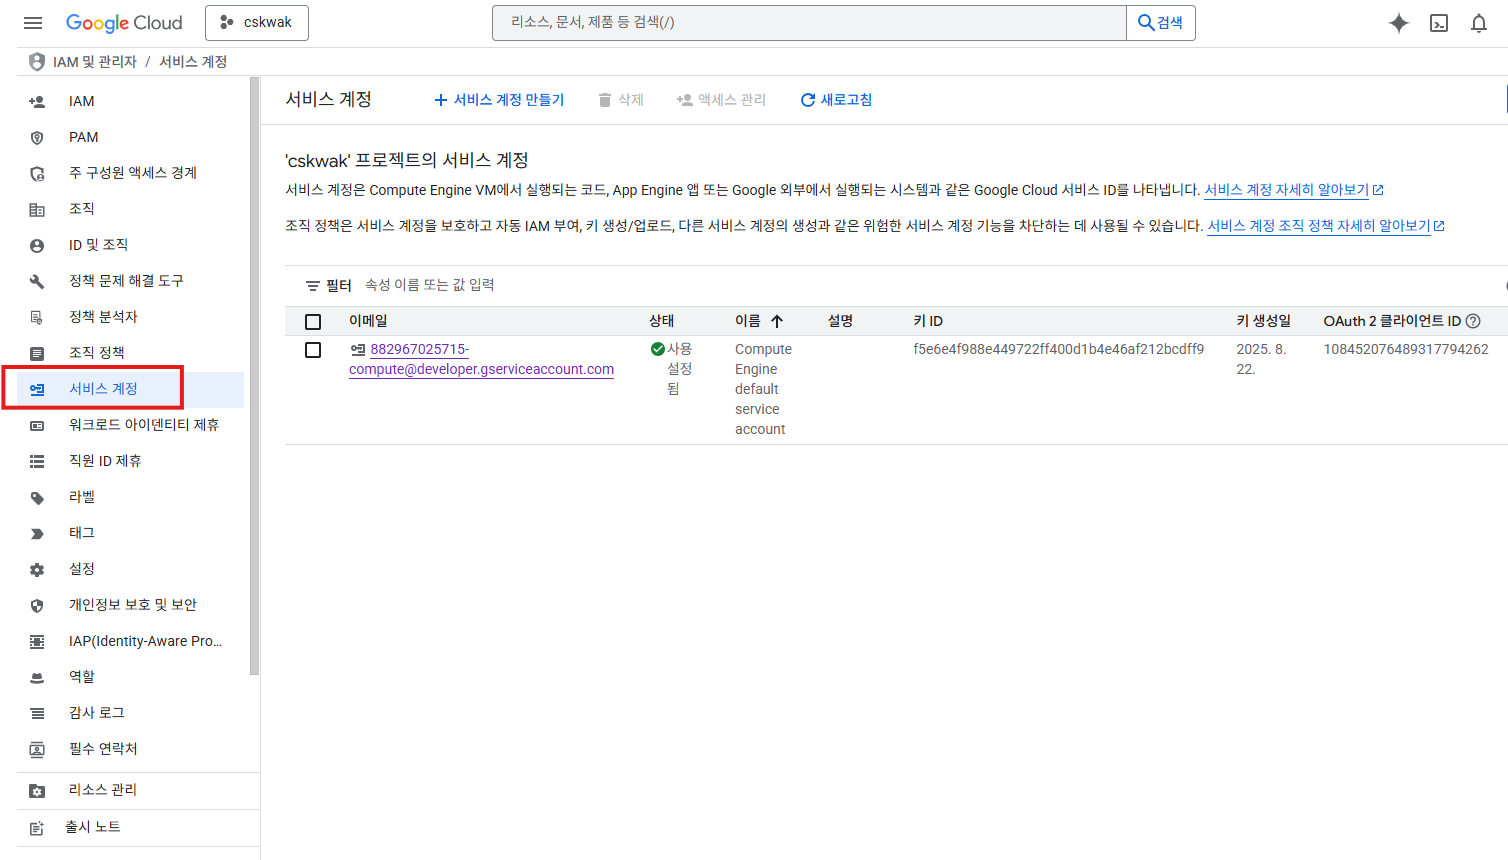 Google Cloud
cskwak
리소스, 문서, 제품 등 검색(/)
검색
IAM 및 관리자 / 서비스 계정
IAM
PAM
주 구성원 액세스 경계
조직
ID 및 조직
정책 문제 해결 도구
정책 분석자
조직 정책
서비스 계정
워크로드 아이덴티티 제휴
직원 ID 제휴
라벨
태그
설정
개인정보 보호 및 보안
IAP(Identity-Aware Pro...
역할
감사 로그
필수 연락처
리소스 관리
출시 노트
서비스 계정
서비스 계정 만들기
삭제
액세스 관리
새로고침
'cskwak' 프로젝트의 서비스 계정
서비스 계정은 Compute Engine VM에서 실행되는 코드, App Engine 앱 또는 Google 외부에서 실행되는 시스템과 같은 Google Cloud 서비스 ID를 나타냅니다. 서비스 계정 자세히 알아보기
조직 정책은 서비스 계정을 보호하고 자동 IAM 부여, 키 생성/업로드, 다른 서비스 계정의 생성과 같은 위험한 서비스 계정 기능을 차단하는 데 사용될 수 있습니다. 서비스 계정 조직 정책 자세히 알아보기
필터 속성 이름 또는 값 입력
이메일 상태 이름 설명 키 ID 키 생성일 OAuth 2 클라이언트 ID
882967025715-
compute@developer.gserviceaccount.com
사용
설정
됨
Compute
Engine
default
service
account
f5e6e4f988e449722ff400d1b4e46af212bcdff9
2025. 8.
22.
108452076489317794262